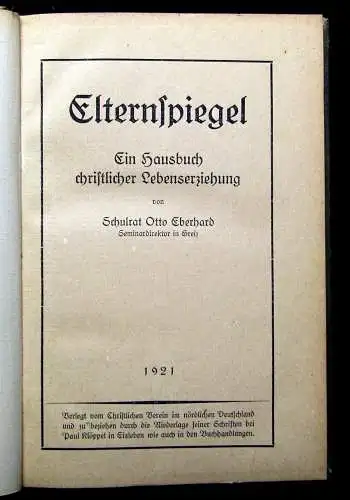 Elternſpiegel
Ein Hausbuch
chriſtlicher Lebenserziehung
von
Schulrat Otto Eberhard
Seminardirektor in Greiz
1921
Verlegt vom Chriſtlichen Verein im nördlichen Deutſchland
und zu beziehen durch die Niederlage ſeiner Schriften bei
Paul Klöppel in Eisleben wie auch in den Buchhandlungen.